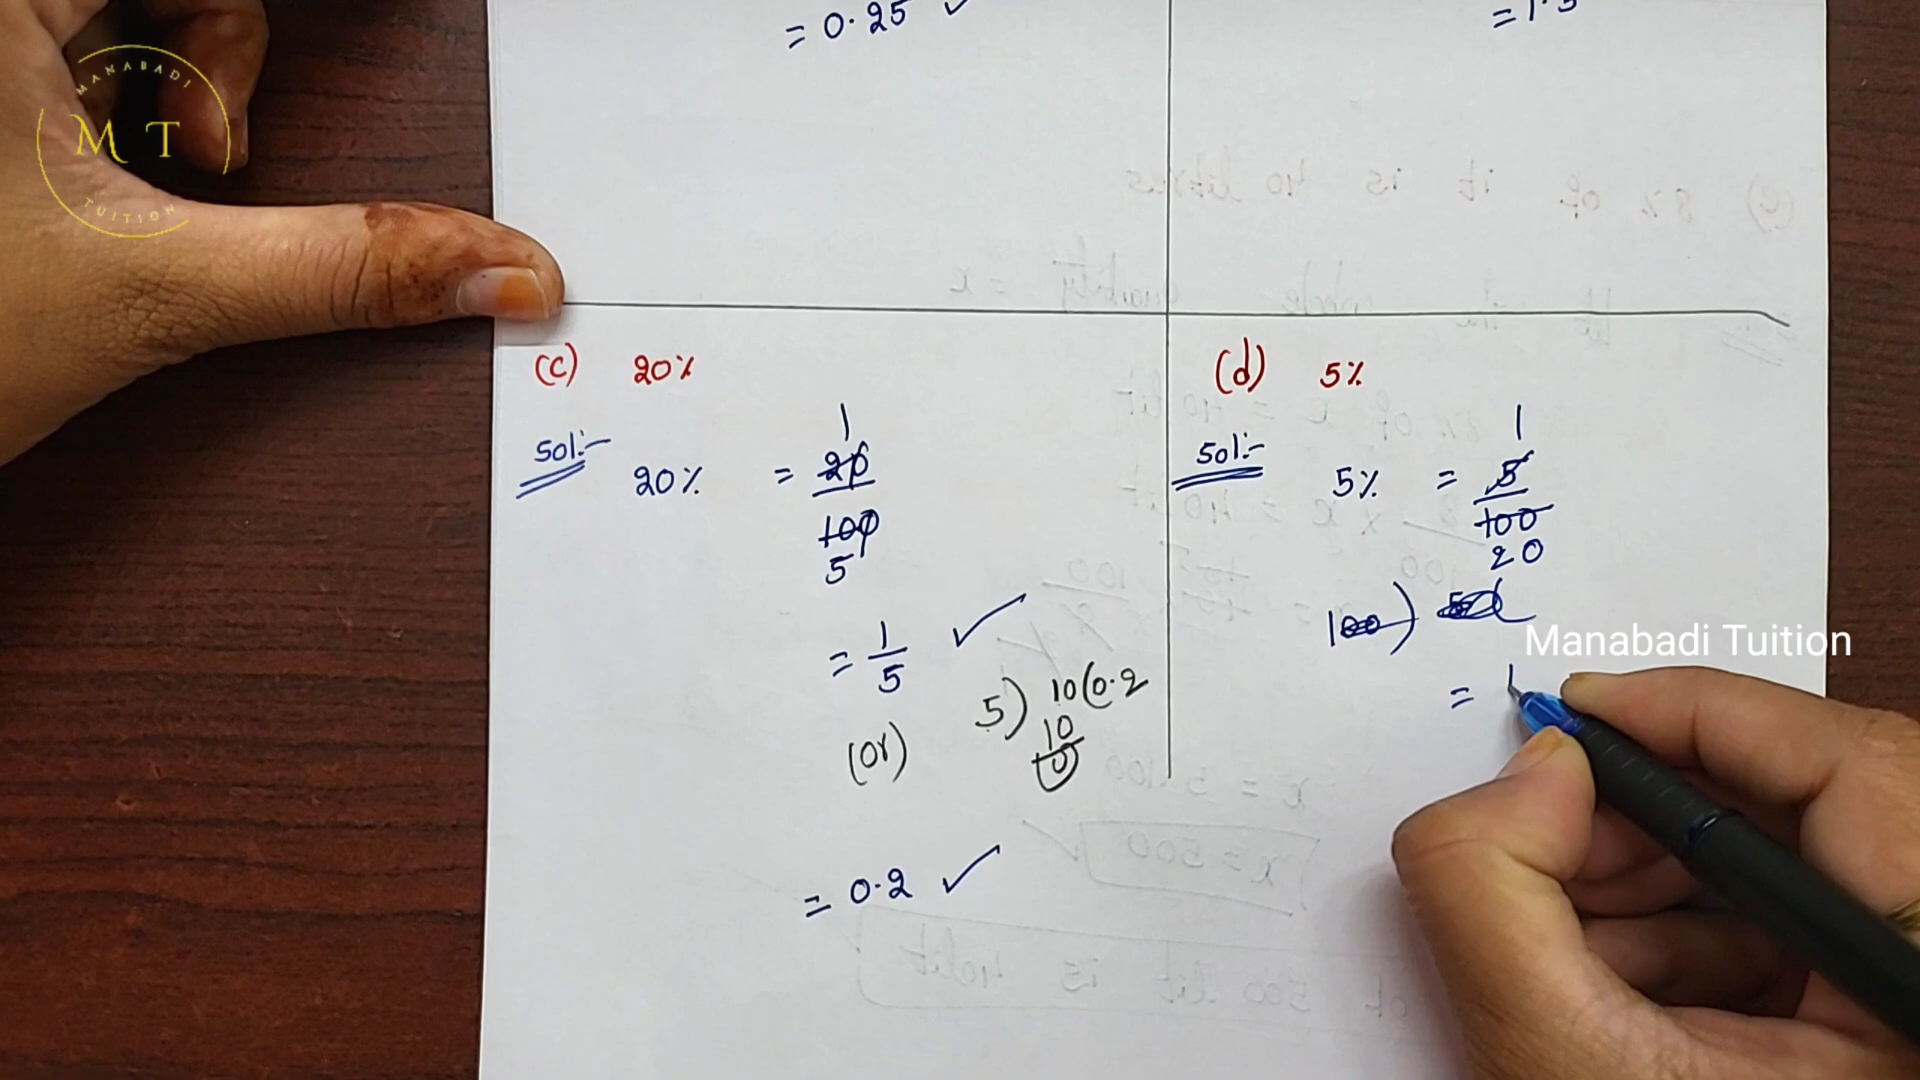 = 0.25
MANABADI
M T
TUITION
(c) 20%
Sol:-
20% = 20
100
1
5
= 1
5
(or)
5) 10(0.2
10
0
= 0.2
(d) 5%
Sol:-
5% = 5
100
1
20
Manabadi Tuition
= 1